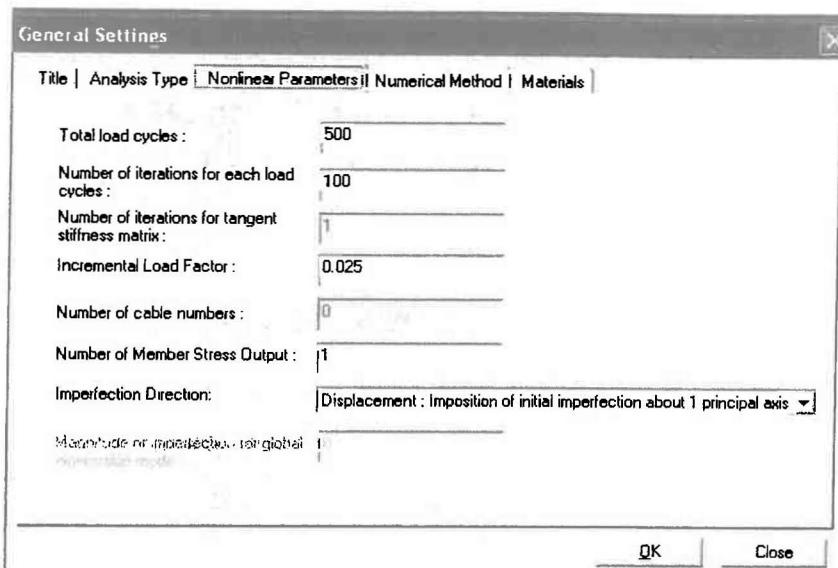 General Settings
Title | Analysis Type | Nonlinear Parameters | Numerical Method | Materials
Total load cycles : 500
Number of iterations for each load
cycles : 100
Number of iterations for tangent
stiffness matrix : 1
Incremental Load Factor : 0.025
Number of cable numbers : 0
Number of Member Stress Output : 1
Imperfection Direction: Displacement : Imposition of initial imperfection about 1 principal axis
for global
OK Close